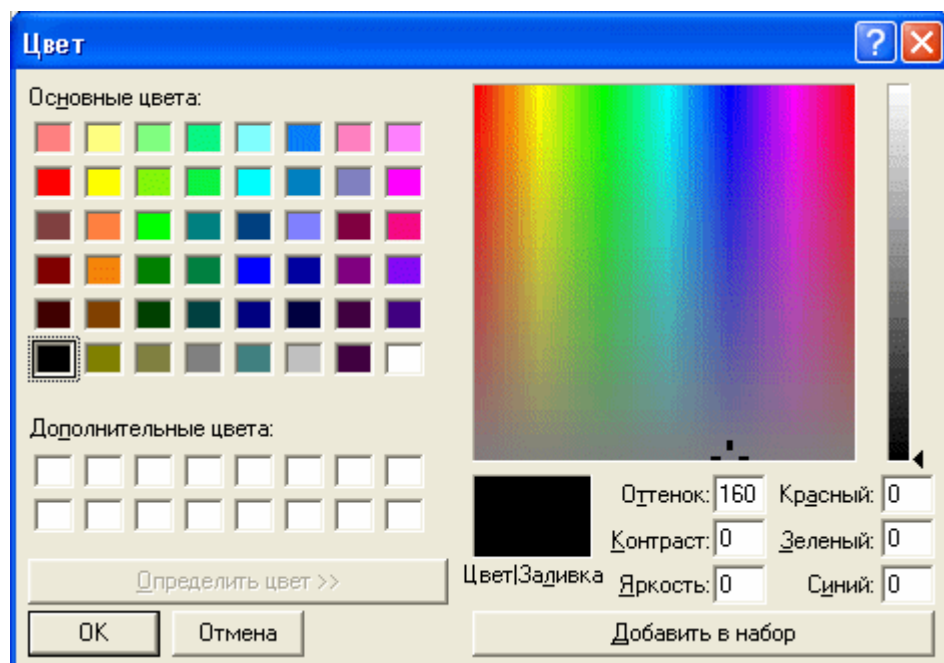 Цвет
Основные цвета:
Дополнительные цвета:
Определить цвет >>
OK Отмена
Цвет|Заливка
Оттенок: 160 Красный: 0
Контраст: 0 Зеленый: 0
Яркость: 0 Синий: 0
Добавить в набор